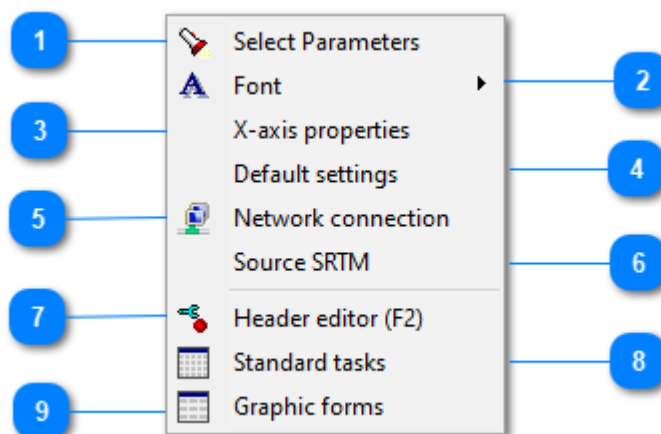 1 Select Parameters
Font 2
3 X-axis properties
Default settings 4
5 Network connection
Source SRTM 6
7 Header editor (F2)
Standard tasks 8
9 Graphic forms